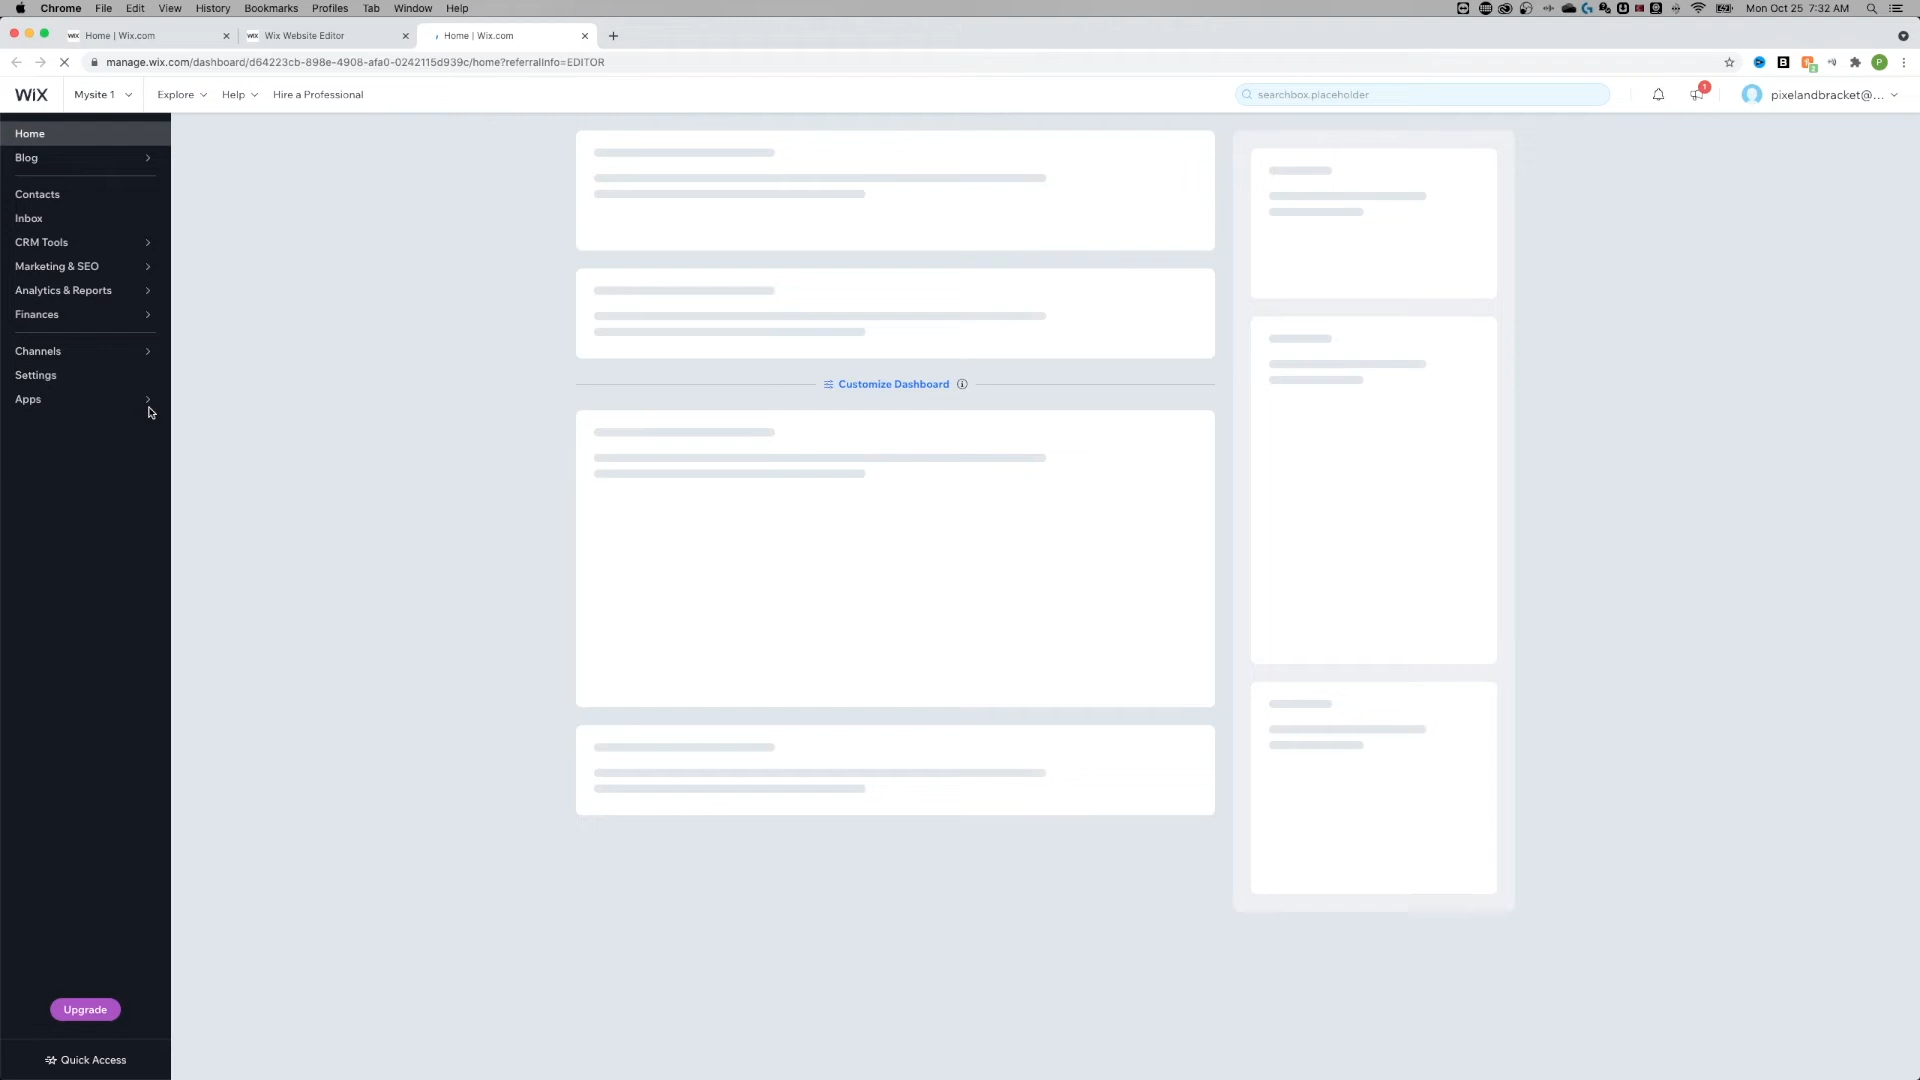 Chrome File Edit View History Bookmarks Profiles Tab Window Help Mon Oct 25 7:32 AM
WiX Home | Wix.com WiX Wix Website Editor Home | Wix.com
manage.wix.com/dashboard/d64223cb-898e-4908-afa0-0242115d939c/home?referralInfo=EDITOR
WiX Mysite 1 Explore Help Hire a Professional searchbox.placeholder 1 pixelandbracket@...
Home
Blog
Contacts
Inbox
CRM Tools
Marketing & SEO
Analytics & Reports
Finances
Channels
Settings
Apps
Customize Dashboard
Upgrade
Quick Access